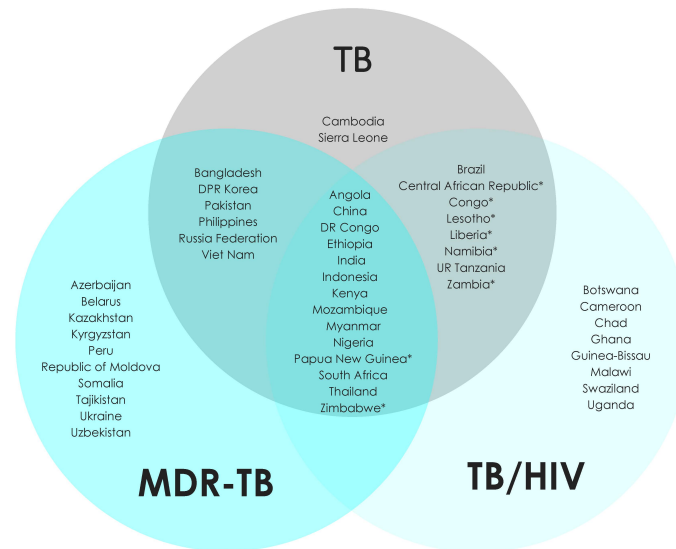 TB
Cambodia
Sierra Leone
Bangladesh
DPR Korea
Pakistan
Philippines
Russia Federation
Viet Nam
Angola
China
DR Congo
Ethiopia
India
Indonesia
Kenya
Mozambique
Myanmar
Nigeria
Papua New Guinea*
South Africa
Thailand
Zimbabwe*
Brazil
Central African Republic*
Congo*
Lesotho*
Liberia*
Namibia*
UR Tanzania
Zambia*
Azerbaijan
Belarus
Kazakhstan
Kyrgyzstan
Peru
Republic of Moldova
Somalia
Tajikistan
Ukraine
Uzbekistan
Botswana
Cameroon
Chad
Ghana
Guinea-Bissau
Malawi
Swaziland
Uganda
MDR-TB
TB/HIV